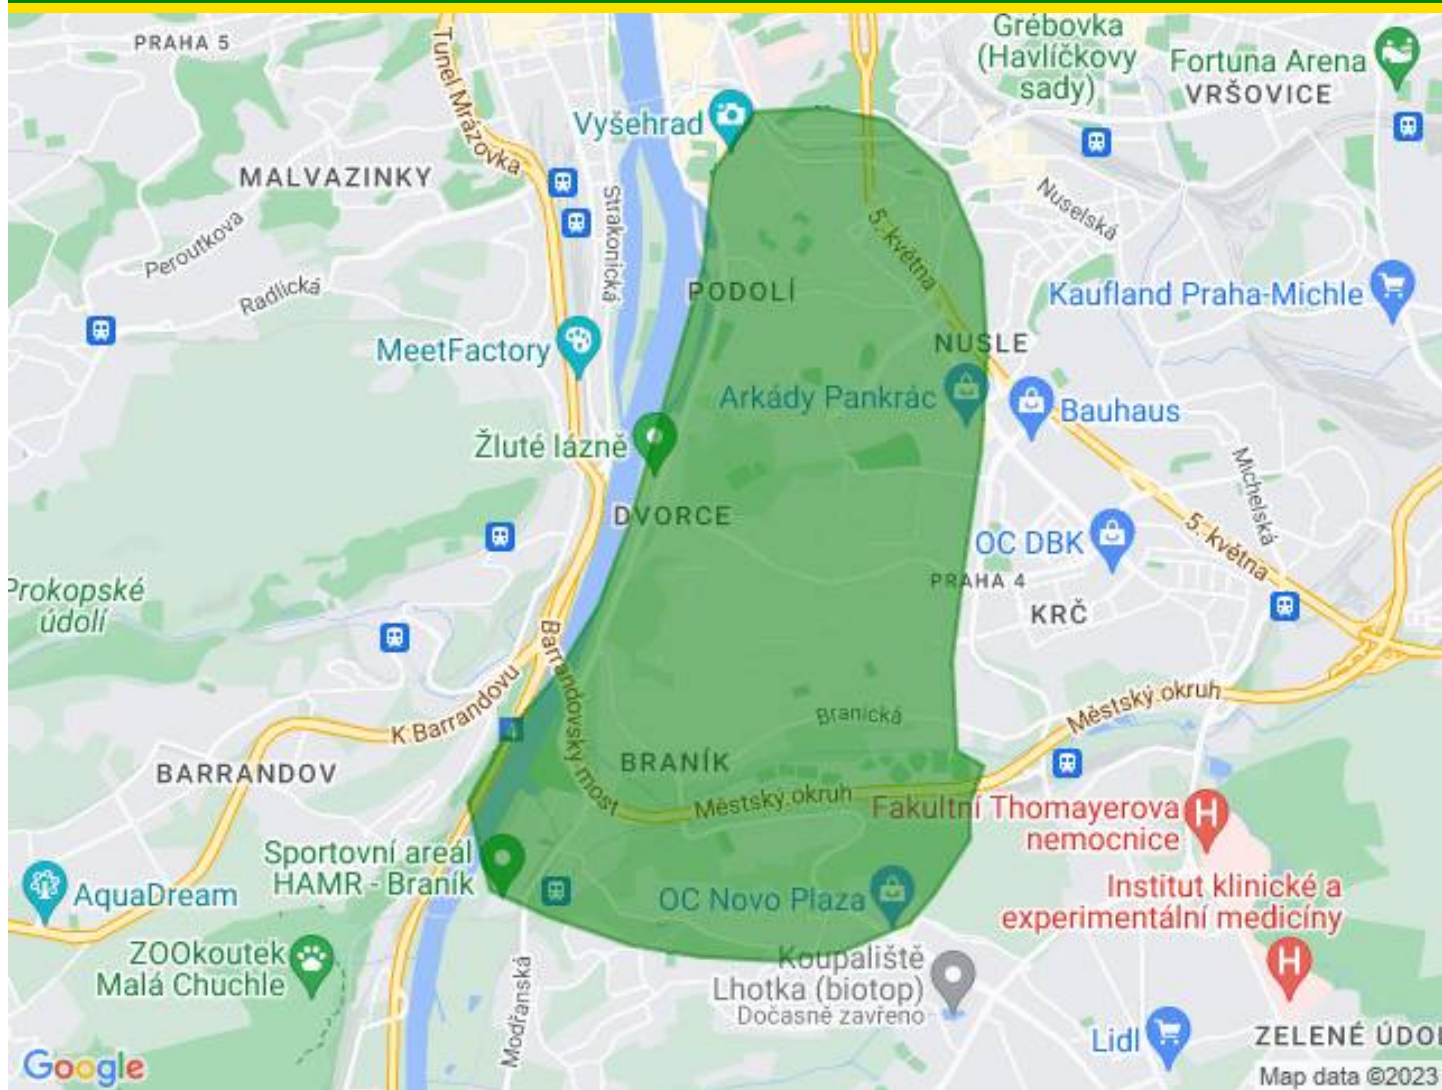 PRAHA 5
Tunel Mrázovka
Grébovka
(Havlíčkovy
sady)
Fortuna Arena
VRŠOVICE
Vyšehrad
MALVAZINKY
Strakonická
Nuselská
Peroutkova
5. května
Radlická
PODOLÍ
Kaufland Praha-Michle
MeetFactory
NUSLE
Arkády Pankrác
Bauhaus
Žluté lázně
Michelská
DVORCE
5. května
OC DBK
PRAHA 4
Prokopské
údolí
KRČ
Barrandovský most
K Barrandovu
Městský okruh
Branická
BRANÍK
BARRANDOV
Městský okruh
Fakultní Thomayerova
nemocnice
Sportovní areál
HAMR - Braník
AquaDream
OC Novo Plaza
Institut klinické a
experimentální medicíny
ZOOkoutek
Malá Chuchle
Koupaliště
Lhotka (biotop)
Dočasně zavřeno
Modřanská
Lidl
ZELENÉ ÚDOL
Google
Map data ©2023